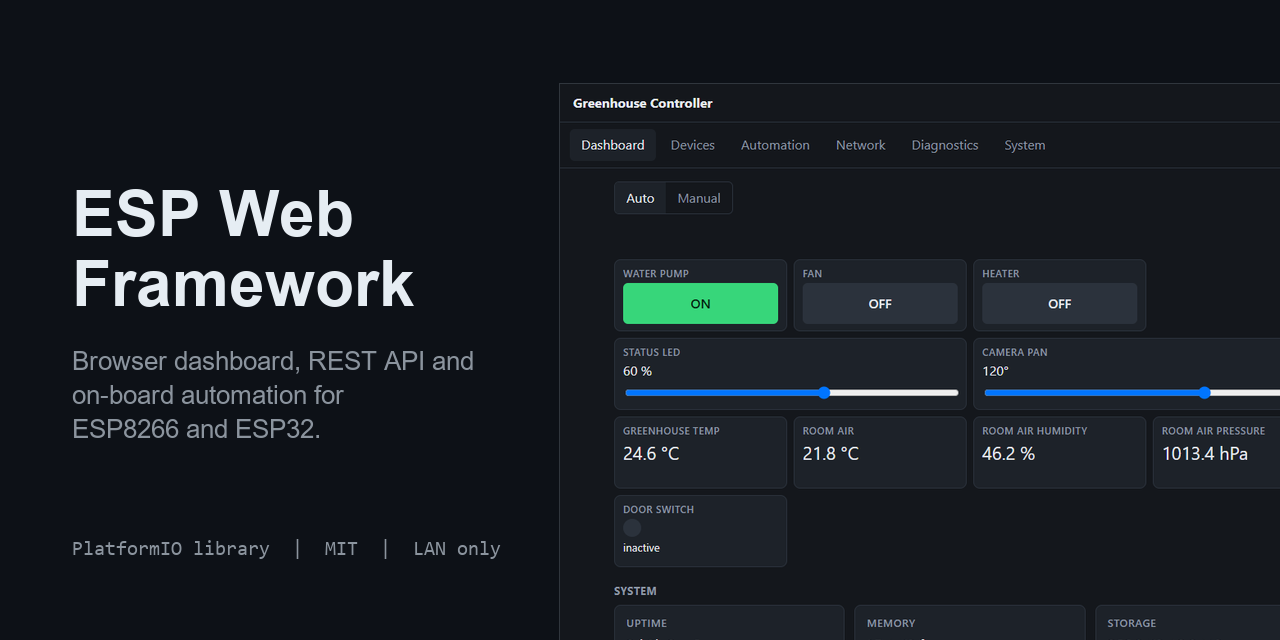 ESP Web
Framework
Browser dashboard, REST API and
on-board automation for
ESP8266 and ESP32.
PlatformIO library | MIT | LAN only
Greenhouse Controller
Dashboard Devices Automation Network Diagnostics System
Auto Manual
WATER PUMP FAN HEATER
ON OFF OFF
STATUS LED CAMERA PAN
60 % 120°
GREENHOUSE TEMP ROOM AIR ROOM AIR HUMIDITY ROOM AIR PRESSURE
24.6 °C 21.8 °C 46.2 % 1013.4 hPa
DOOR SWITCH
inactive
SYSTEM
UPTIME MEMORY STORAGE